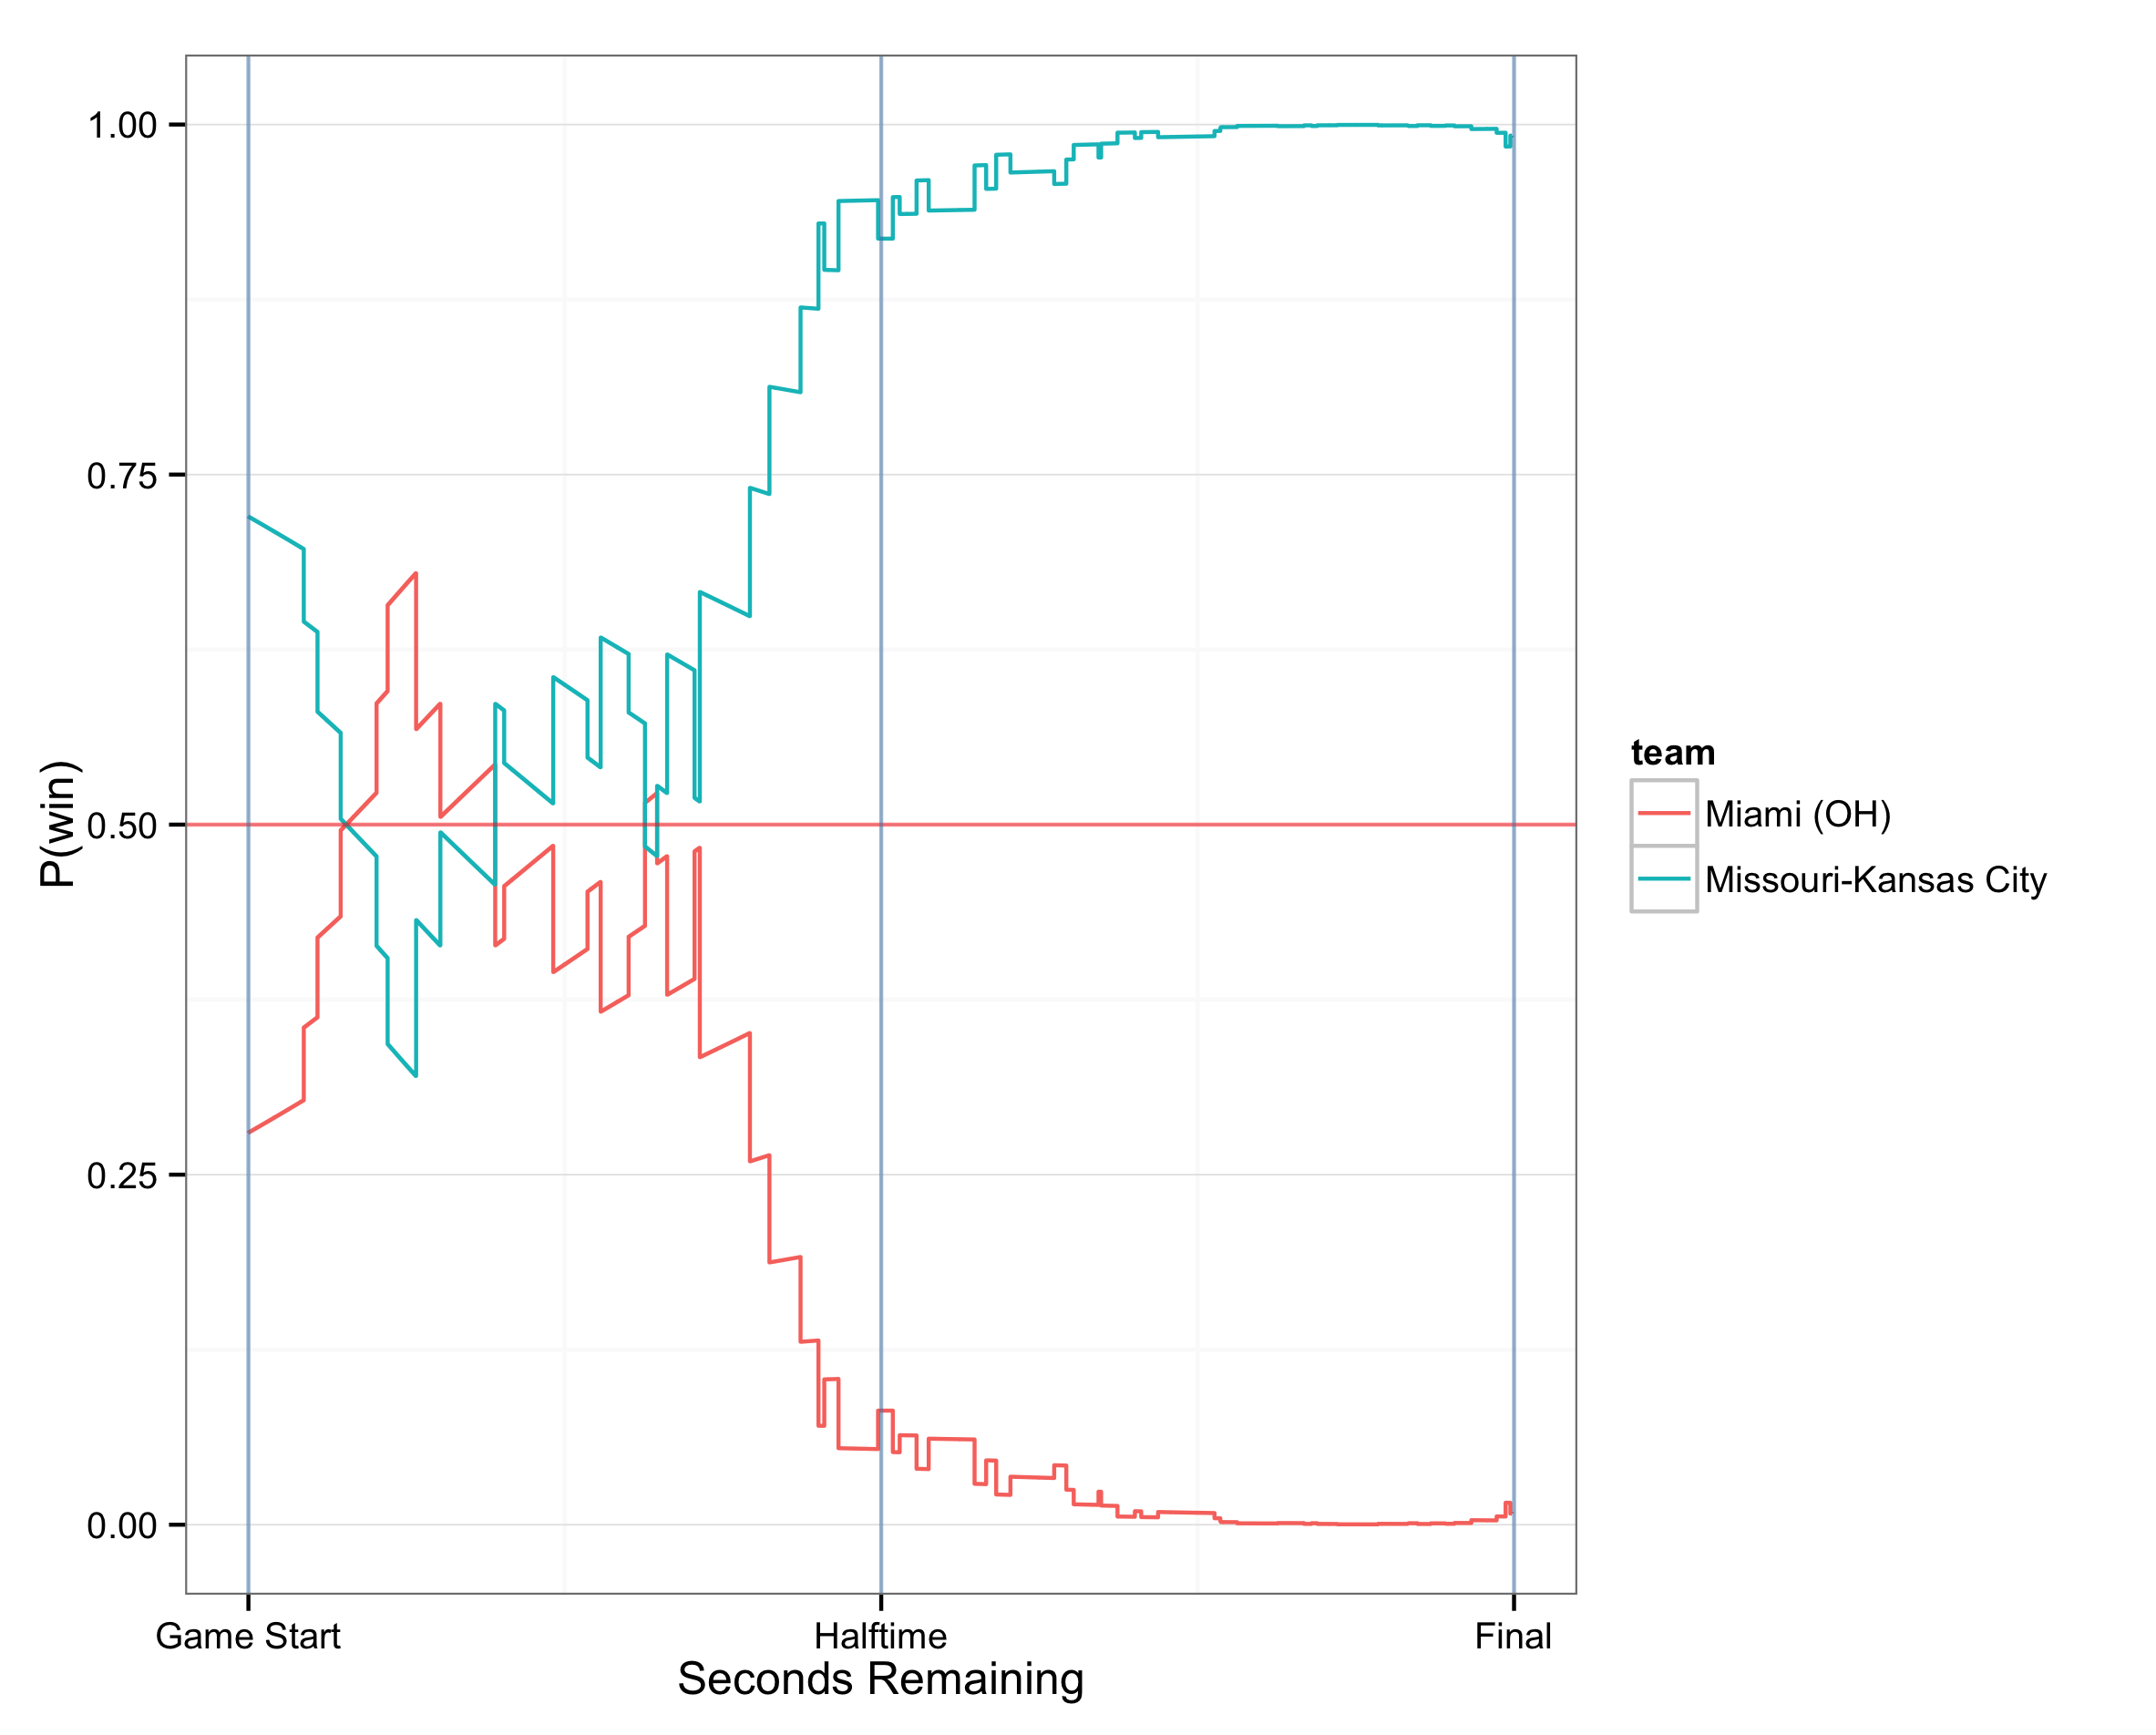 1.00
0.75
0.50
0.25
0.00
P(win)
Game Start
Halftime
Final
Seconds Remaining
team
Miami (OH)
Missouri-Kansas City